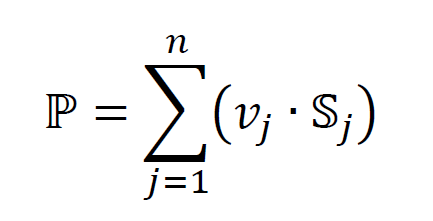 ℙ = ∑_{j=1}^{n} (v_j · 𝕊_j)